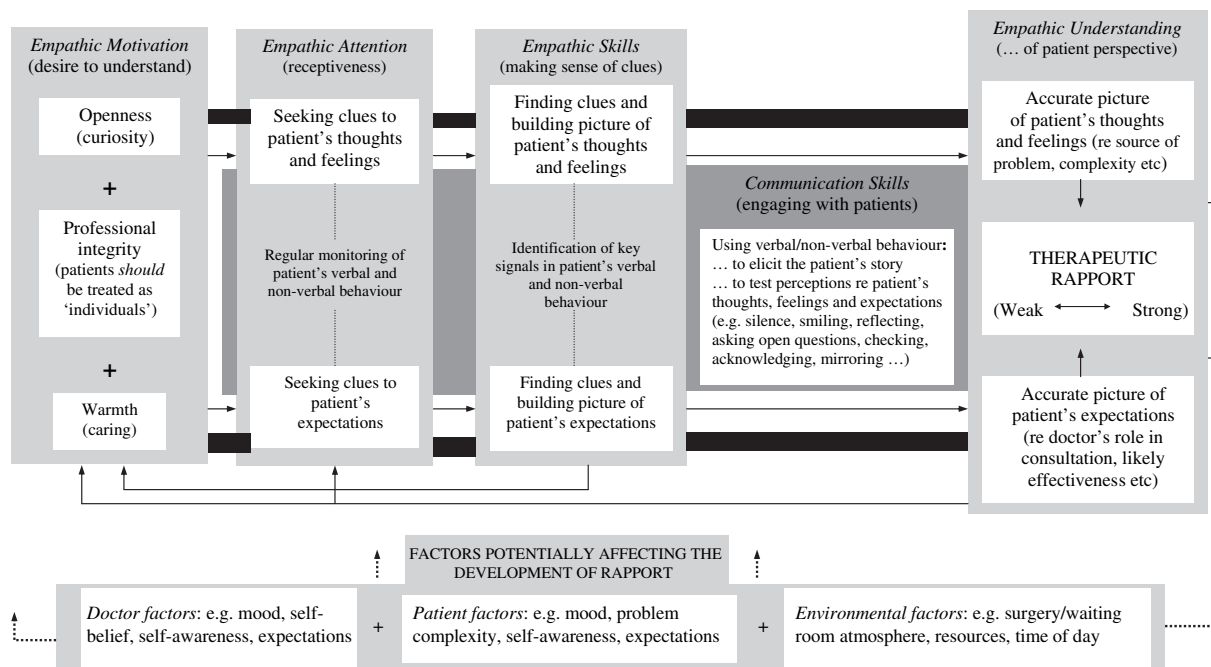 Empathic Motivation
(desire to understand)
Openness
(curiosity)
+
Professional
integrity
(patients should
be treated as
‘individuals’)
+
Warmth
(caring)
Empathic Attention
(receptiveness)
Seeking clues to
patient’s thoughts
and feelings
Regular monitoring of
patient’s verbal and
non-verbal behaviour
Seeking clues to
patient’s
expectations
Empathic Skills
(making sense of clues)
Finding clues and
building picture of
patient’s thoughts
and feelings
Identification of key
signals in patient’s verbal
and non-verbal
behaviour
Finding clues and
building picture of
patient’s expectations
Communication Skills
(engaging with patients)
Using verbal/non-verbal behaviour:
… to elicit the patient’s story
… to test perceptions re patient’s
thoughts, feelings and expectations
(e.g. silence, smiling, reflecting,
asking open questions, checking,
acknowledging, mirroring …)
Empathic Understanding
(… of patient perspective)
Accurate picture
of patient’s thoughts
and feelings (re source of
problem, complexity etc)
THERAPEUTIC
RAPPORT
(Weak Strong)
Accurate picture of
patient’s expectations
(re doctor’s role in
consultation, likely
effectiveness etc)
FACTORS POTENTIALLY AFFECTING THE
DEVELOPMENT OF RAPPORT
Doctor factors: e.g. mood, self-
belief, self-awareness, expectations
+
Patient factors: e.g. mood, problem
complexity, self-awareness, expectations
+
Environmental factors: e.g. surgery/waiting
room atmosphere, resources, time of day